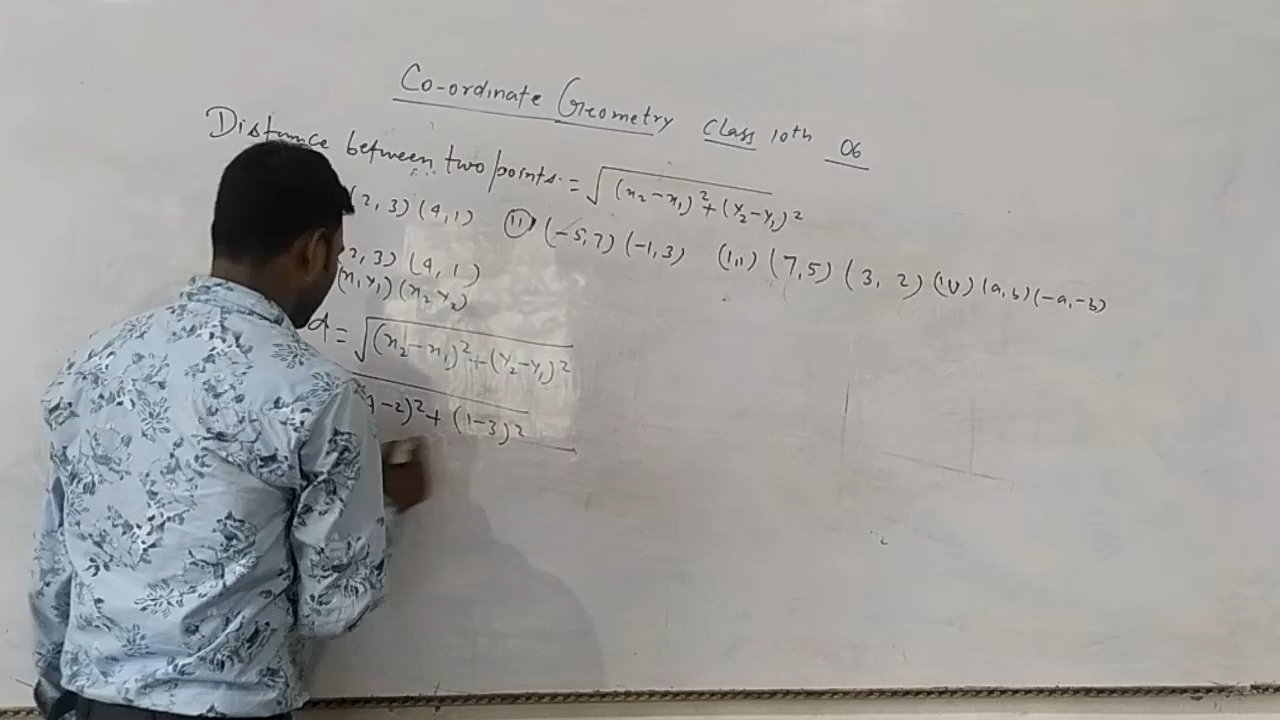 Co-ordinate Geometry Class 10th 06
Distance between two points = √(x₂-x₁)²+(y₂-y₁)²
2, 3) (4, 1) (ii) (-5,7) (-1,3) (iii) (7,5) (3, 2) (iv) (a, b) (-a, -b)
2, 3) (4, 1)
(x, y₁) (x₂ y₂)
d = √(x₂-x₁)²+(y₂-y₁)²
4-2)²+(1-3)²